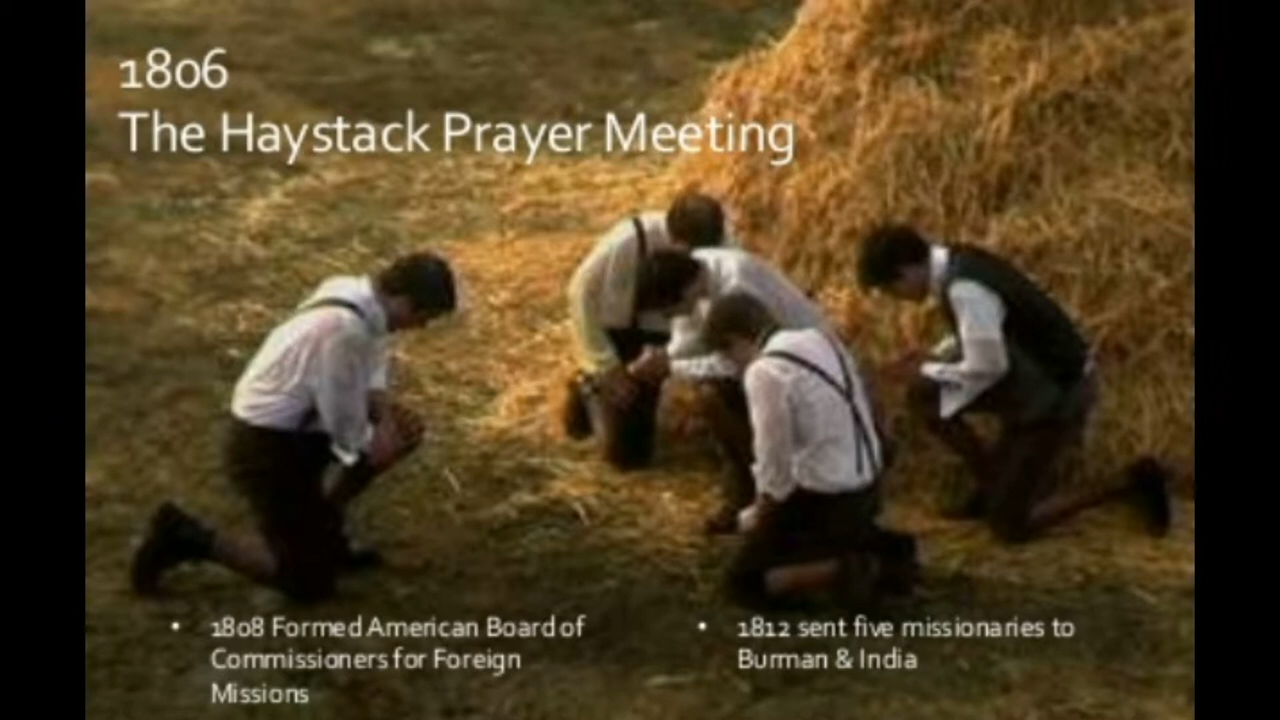 1806
The Haystack Prayer Meeting
• 1808 Formed American Board of
Commissioners for Foreign
Missions
• 1812 sent five missionaries to
Burman & India